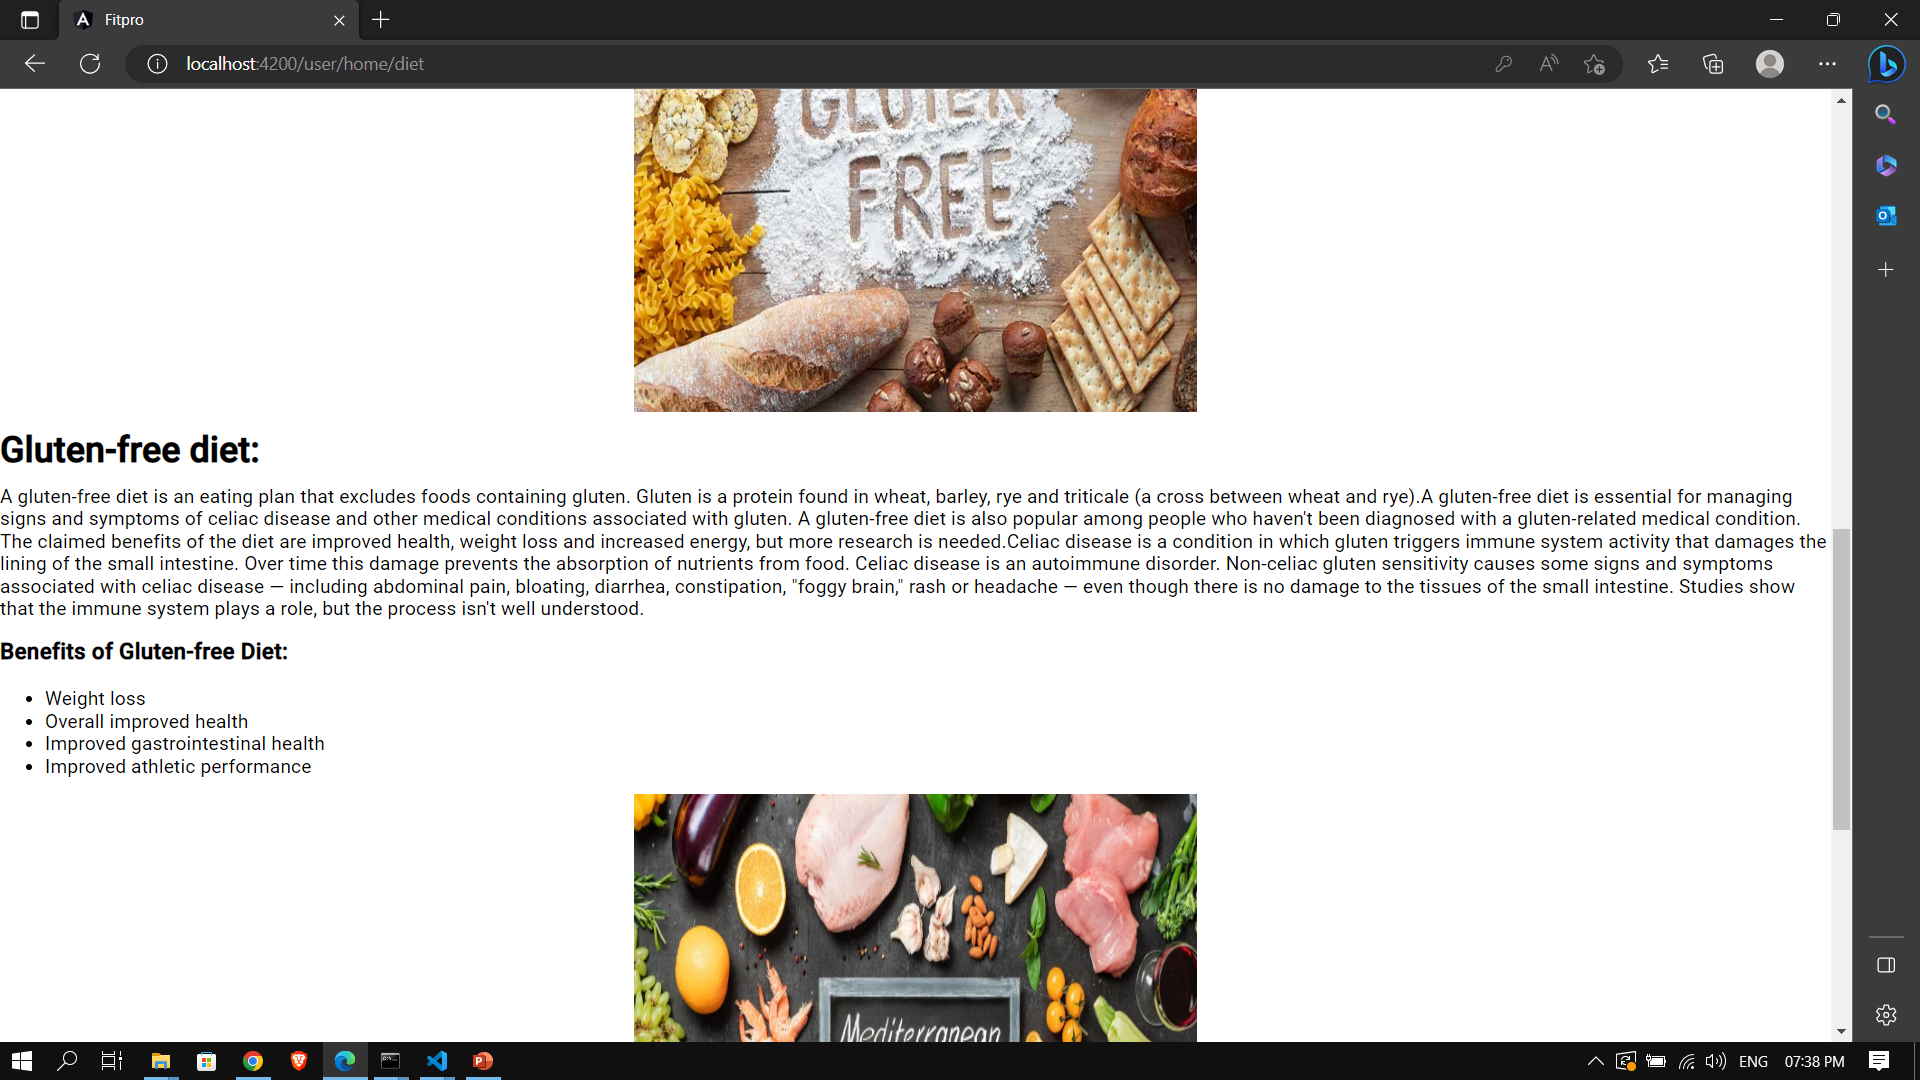 Fitpro
localhost:4200/user/home/diet
GLUTEN
FREE
Gluten-free diet:
A gluten-free diet is an eating plan that excludes foods containing gluten. Gluten is a protein found in wheat, barley, rye and triticale (a cross between wheat and rye).A gluten-free diet is essential for managing
signs and symptoms of celiac disease and other medical conditions associated with gluten. A gluten-free diet is also popular among people who haven't been diagnosed with a gluten-related medical condition.
The claimed benefits of the diet are improved health, weight loss and increased energy, but more research is needed.Celiac disease is a condition in which gluten triggers immune system activity that damages the
lining of the small intestine. Over time this damage prevents the absorption of nutrients from food. Celiac disease is an autoimmune disorder. Non-celiac gluten sensitivity causes some signs and symptoms
associated with celiac disease — including abdominal pain, bloating, diarrhea, constipation, "foggy brain," rash or headache — even though there is no damage to the tissues of the small intestine. Studies show
that the immune system plays a role, but the process isn't well understood.
Benefits of Gluten-free Diet:
• Weight loss
• Overall improved health
• Improved gastrointestinal health
• Improved athletic performance
Mediterranean
ENG 07:38 PM